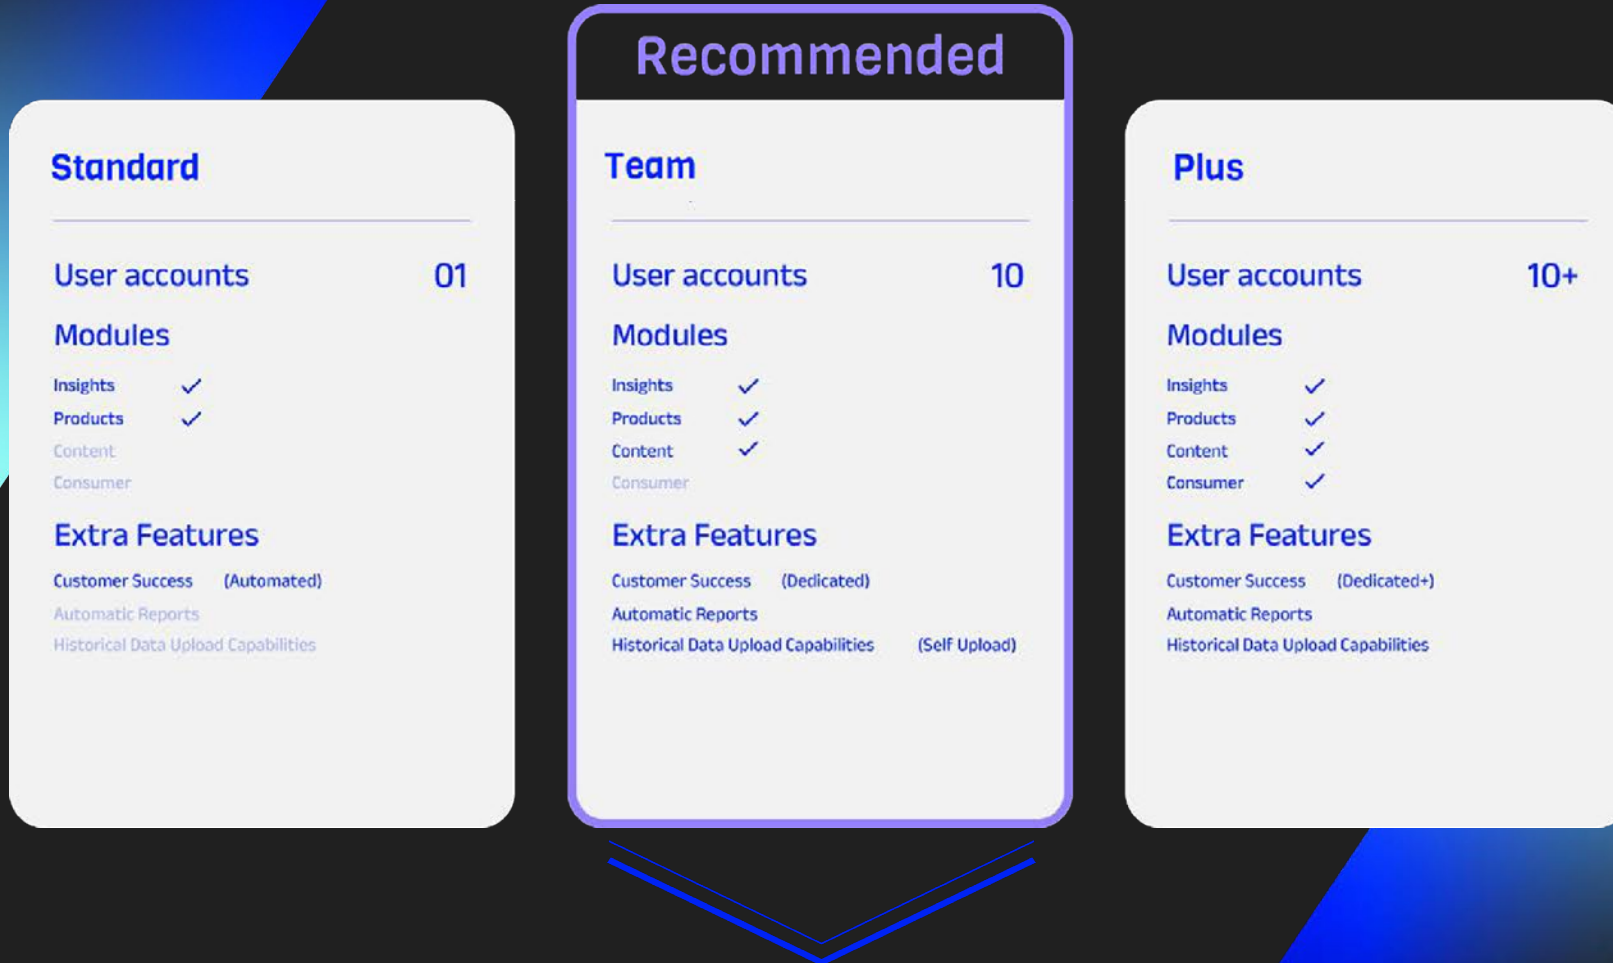 Recommended
Standard
User accounts 01
Modules
Insights
Products
Content
Consumer
Extra Features
Customer Success (Automated)
Automatic Reports
Historical Data Upload Capabilities
Team
User accounts 10
Modules
Insights
Products
Content
Consumer
Extra Features
Customer Success (Dedicated)
Automatic Reports
Historical Data Upload Capabilities (Self Upload)
Plus
User accounts 10+
Modules
Insights
Products
Content
Consumer
Extra Features
Customer Success (Dedicated+)
Automatic Reports
Historical Data Upload Capabilities